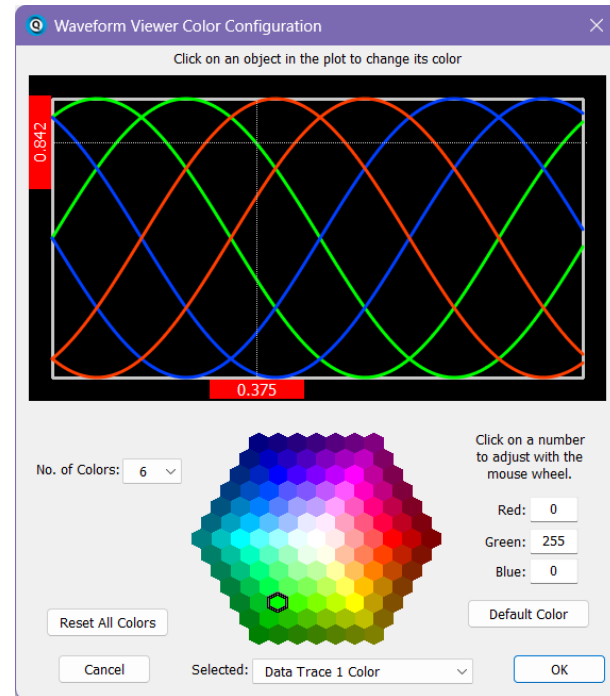 Waveform Viewer Color Configuration
Click on an object in the plot to change its color
0.842
0.375
No. of Colors: 6
Click on a number
to adjust with the
mouse wheel.
Red: 0
Green: 255
Blue: 0
Reset All Colors
Default Color
Cancel
Selected: Data Trace 1 Color
OK